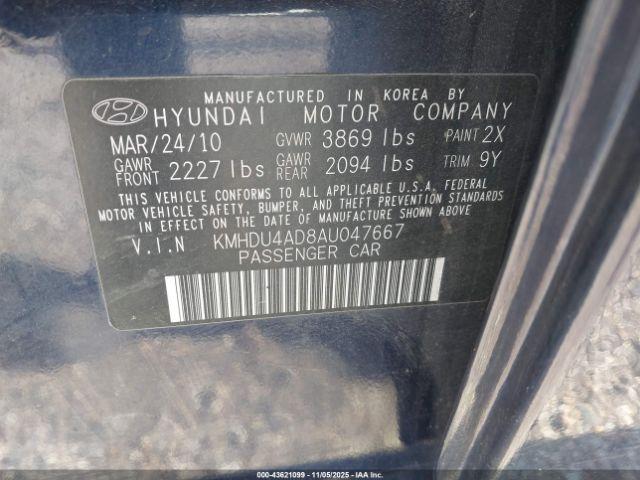 MANUFACTURED IN KOREA BY
HYUNDAI MOTOR COMPANY
MAR/24/10 GVWR 3869 lbs PAINT 2X
GAWR FRONT 2227 lbs GAWR REAR 2094 lbs TRIM 9Y
THIS VEHICLE CONFORMS TO ALL APPLICABLE U.S.A. FEDERAL
MOTOR VEHICLE SAFETY, BUMPER, AND THEFT PREVENTION STANDARDS
IN EFFECT ON THE DATE OF MANUFACTURE SHOWN ABOVE.
V.I.N KMHDU4AD8AU047667
PASSENGER CAR
00-43621099 - 11/05/2025 - IAA Inc.